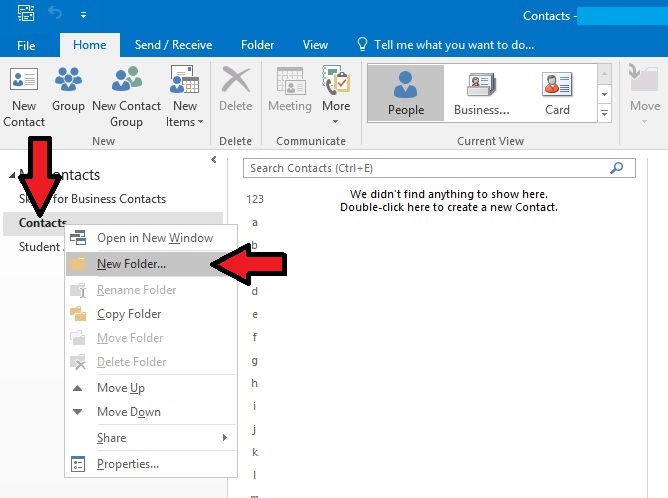 Contacts -
File
Home
Send / Receive
Folder
View
Tell me what you want to do...
New
Contact
Group
New Contact
Group
New
Items
Delete
Meeting
More
People
Business...
Card
Move
New
Delete
Communicate
Current View
Contacts
for Business Contacts
Contacts
Student
Search Contacts (Ctrl+E)
We didn't find anything to show here.
Double-click here to create a new Contact.
123
a
b
d
e
f
g
h
i
j
k
l
Open in New Window
New Folder...
Rename Folder
Copy Folder
Move Folder
Delete Folder
Move Up
Move Down
Share
Properties...